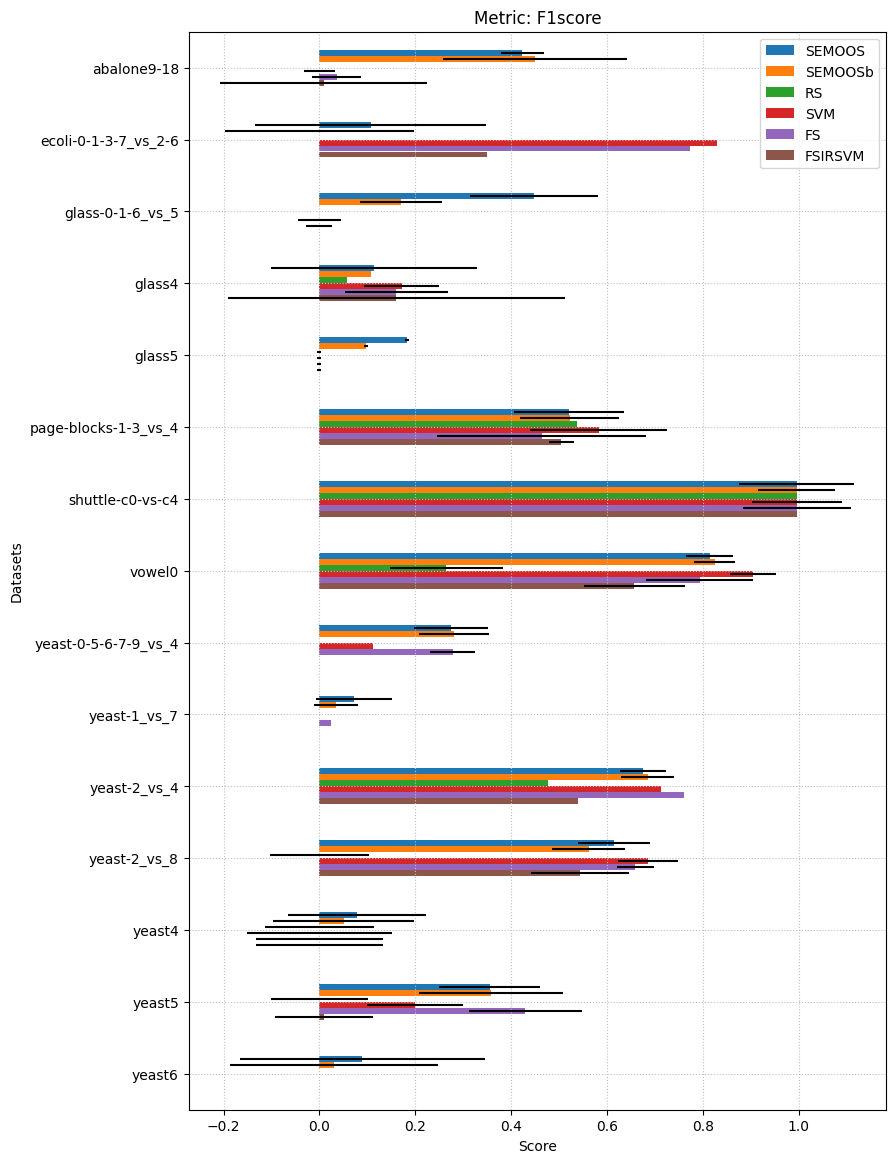 Metric: F1score
SEMOOS
SEMOOSb
RS
SVM
FS
FSIRSVM
abalone9-18
ecoli-0-1-3-7_vs_2-6
glass-0-1-6_vs_5
glass4
glass5
page-blocks-1-3_vs_4
shuttle-c0-vs-c4
vowel0
yeast-0-5-6-7-9_vs_4
yeast-1_vs_7
yeast-2_vs_4
yeast-2_vs_8
yeast4
yeast5
yeast6
Datasets
−0.2
0.0
0.2
0.4
0.6
0.8
1.0
Score